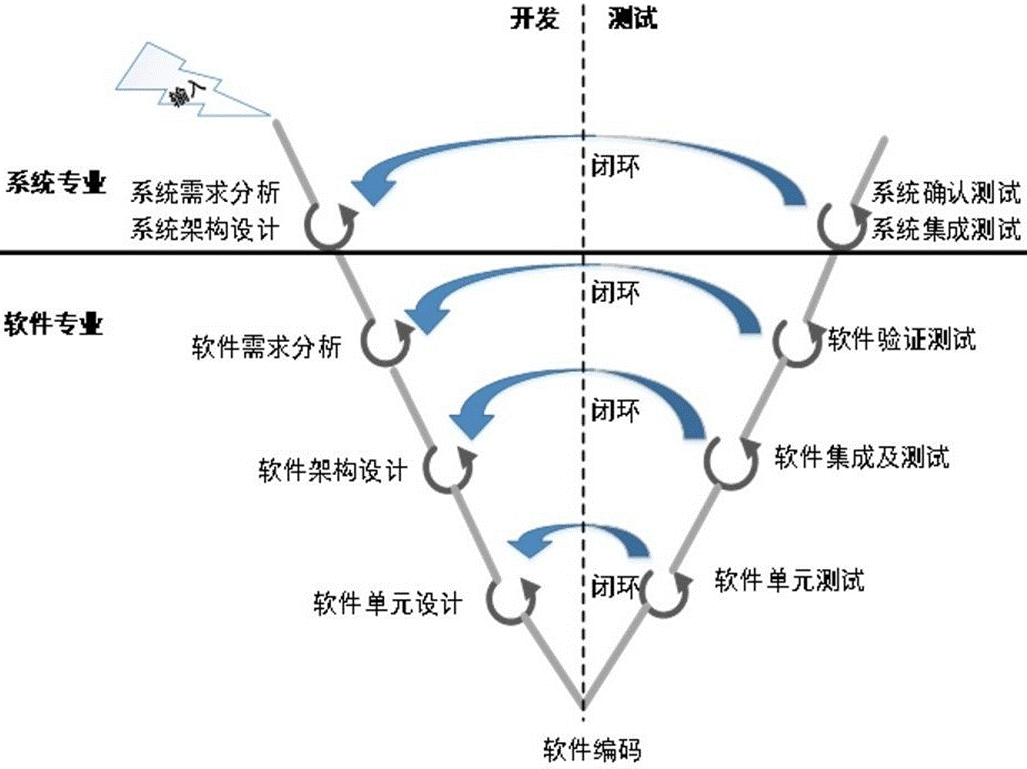 开发
测试
输入
系统专业
系统需求分析
系统架构设计
闭环
系统确认测试
系统集成测试
软件专业
闭环
软件需求分析
软件验证测试
闭环
软件架构设计
软件集成及测试
闭环
软件单元设计
软件单元测试
软件编码